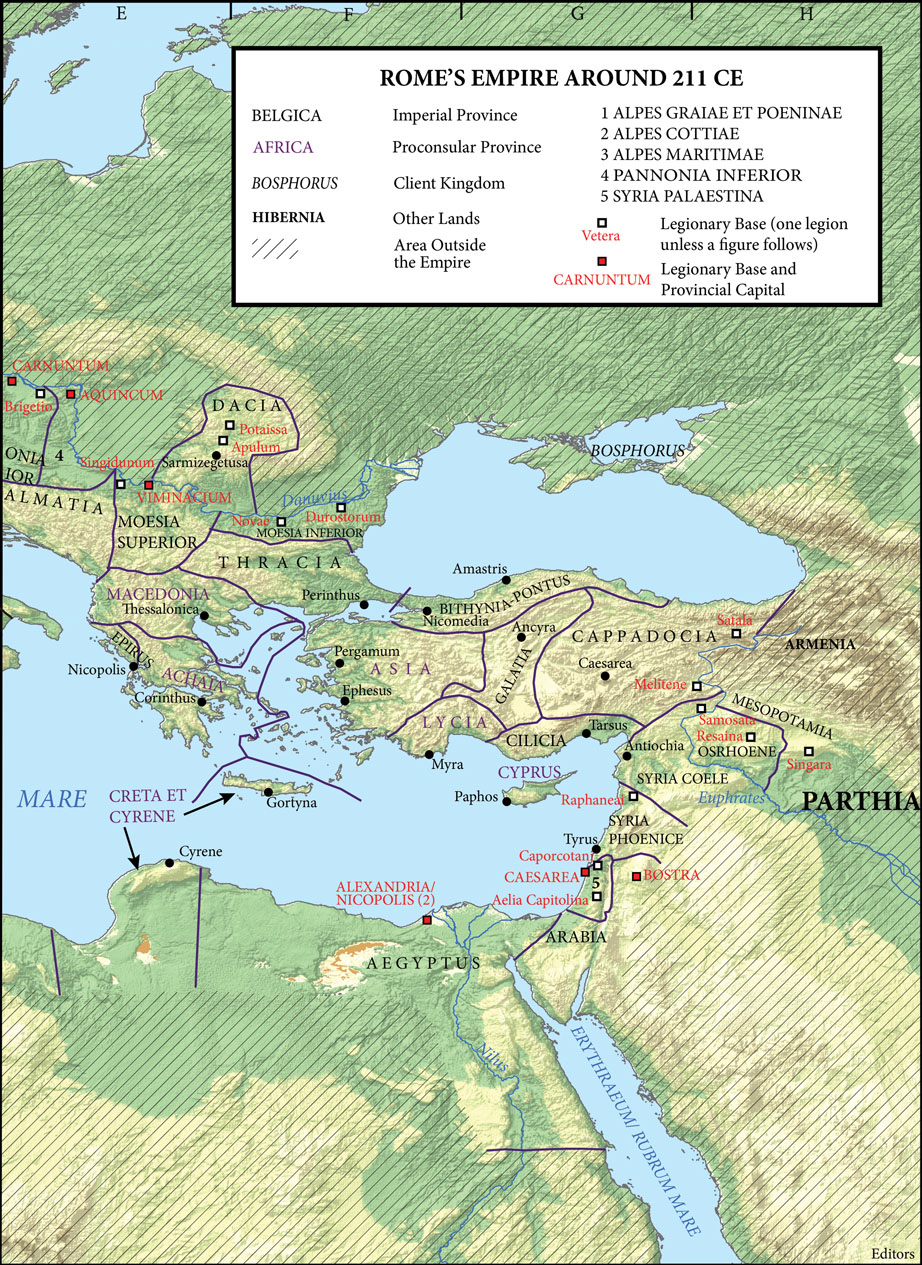 E F G H
ROME'S EMPIRE AROUND 211 CE
BELGICA Imperial Province
AFRICA Proconsular Province
BOSPHORUS Client Kingdom
HIBERNIA Other Lands
Area Outside
the Empire
1 ALPES GRAIAE ET POENINAE
2 ALPES COTTIAE
3 ALPES MARITIMAE
4 PANNONIA INFERIOR
5 SYRIA PALAESTINA
Vetera
Legionary Base (one legion
unless a figure follows)
CARNUNTUM
Legionary Base and
Provincial Capital
CARNUNTUM
Brigetio
AQUINCUM
DACIA
Potaissa
Apulum
Sarmizegetusa
ONIA
IOR
4
Singidunum
VIMINACIUM
ALMATIA
MOESIA
SUPERIOR
Danuvius
Novae
Durostorum
MOESIA INFERIOR
BOSPHORUS
THRACIA
MACEDONIA
Thessalonica
Perinthus
Amastris
BITHYNIA-PONTUS
Nicomedia
Ancyra
CAPPADOCIA
Satala
ARMENIA
EPIRUS
Nicopolis
ACHAIA
Corinthus
Pergamum
ASIA
Ephesus
GALATIA
Caesarea
Melitene
LYCIA
Myra
CILICIA
Tarsus
Samosata
MESOPOTAMIA
Resaina
OSRHOENE
Singara
Antiochia
SYRIA COELE
Euphrates
PARTHIA
CYPRUS
Paphos
Raphaneae
SYRIA
PHOENICE
MARE
CRETA ET
CYRENE
Gortyna
Cyrene
Tyrus
Caporcotani
CAESAREA
5
BOSTRA
Aelia Capitolina
ALEXANDRIA/
NICOPOLIS (2)
ARABIA
AEGYPTUS
Nilus
ERYTHRAEUM/ RUBRUM MARE
Editors